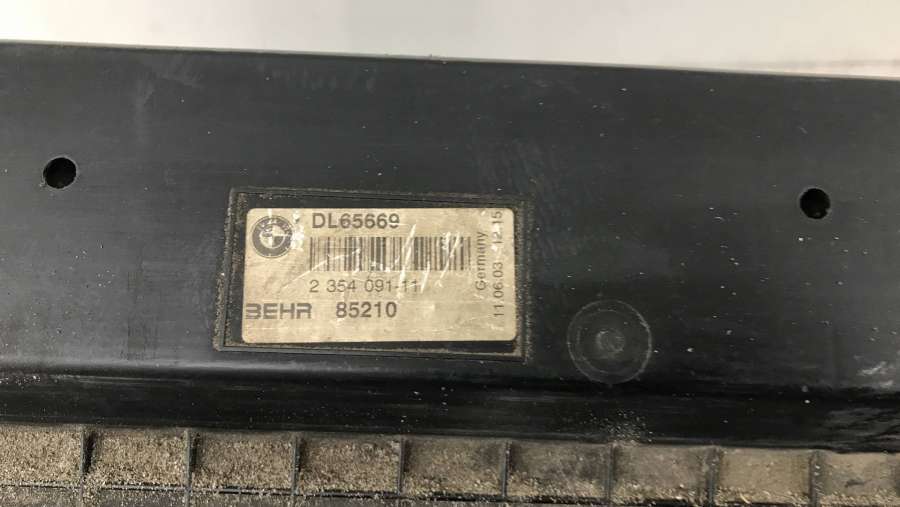 DL65669
2 354 091-11
BEHR 85210
Germany
11.06.03 12.15